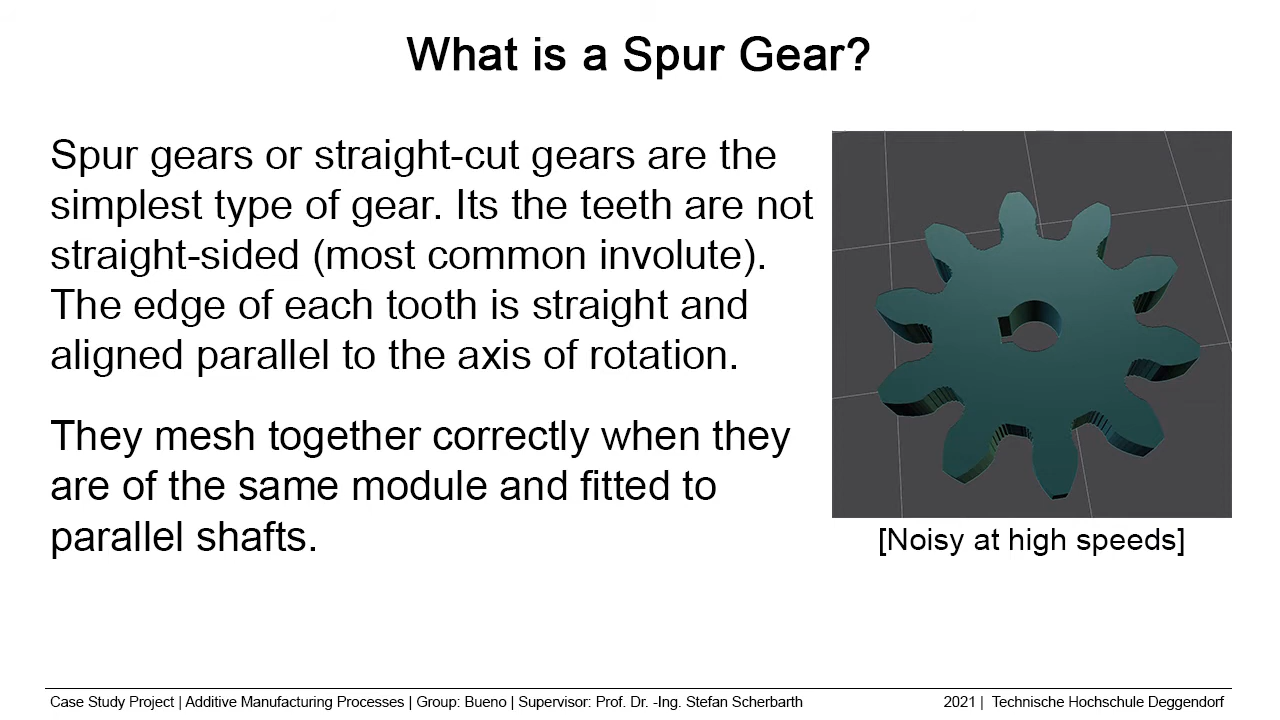 What is a Spur Gear?
Spur gears or straight-cut gears are the
simplest type of gear. Its the teeth are not
straight-sided (most common involute).
The edge of each tooth is straight and
aligned parallel to the axis of rotation.
They mesh together correctly when they
are of the same module and fitted to
parallel shafts.
[Noisy at high speeds]
Case Study Project | Additive Manufacturing Processes | Group: Bueno | Supervisor: Prof. Dr. -Ing. Stefan Scherbarth
2021 | Technische Hochschule Deggendorf